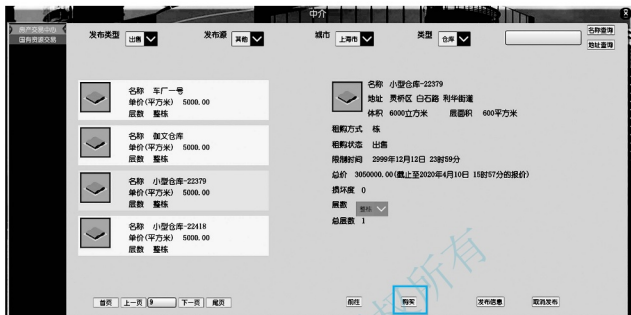 中介
房产交易中心
国有资源交易
发布类型 出售 发布源 其他 城市 上海市 类型 仓库 名称查询
地址查询
名称 车厂一号
单价(平方米) 5000.00
层数 整栋
名称 伽文仓库
单价(平方米) 5000.00
层数 整栋
名称 小型仓库-22379
单价(平方米) 5000.00
层数 整栋
名称 小型仓库-22418
单价(平方米) 5000.00
层数 整栋
首页 上一页 9 下一页 尾页
名称 小型仓库-22379
地址 贾桥区 白石路 利华街道
体积 6000立方米 层面积 600平方米
租购方式 栋
租购状态 出售
限制时间 2999年12月12日 23时59分
总价 3050000.00(截止至2020年4月10日 15时57分的报价)
损坏度 0
层数 整栋
总层数 1
前往 购买 发布信息 取消发布